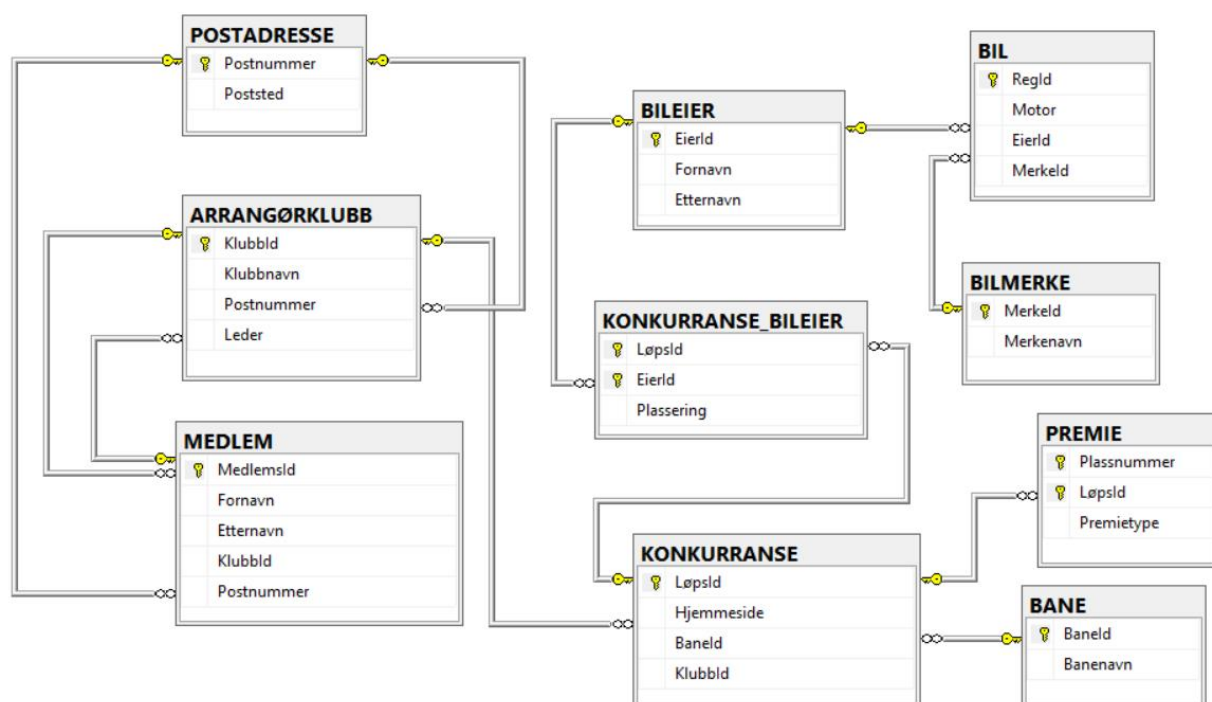 POSTADRESSE
Postnummer
Poststed
ARRANGØRKLUBB
KlubbId
Klubbnavn
Postnummer
Leder
MEDLEM
MedlemsId
Fornavn
Etternavn
KlubbId
Postnummer
BILEIER
EierId
Fornavn
Etternavn
KONKURRANSE_BILEIER
LøpsId
EierId
Plassering
KONKURRANSE
LøpsId
Hjemmeside
BaneId
KlubbId
BIL
RegId
Motor
EierId
MerkeId
BILMERKE
MerkeId
Merkenavn
PREMIE
Plassnummer
LøpsId
Premietype
BANE
BaneId
Banenavn